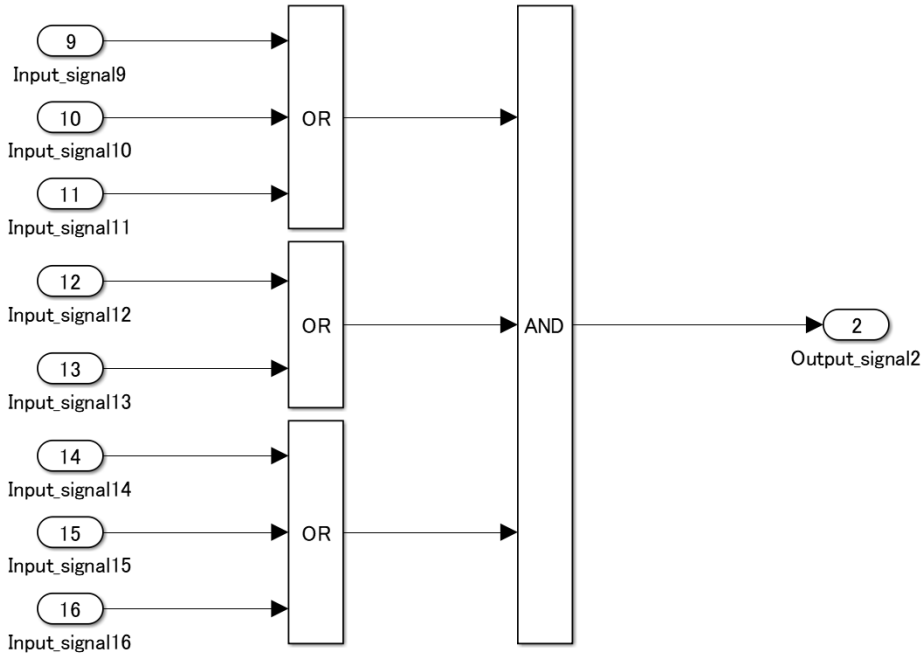 9
Input_signal9
10
Input_signal10
11
Input_signal11
OR
12
Input_signal12
13
Input_signal13
OR
14
Input_signal14
15
Input_signal15
16
Input_signal16
OR
AND
2
Output_signal2